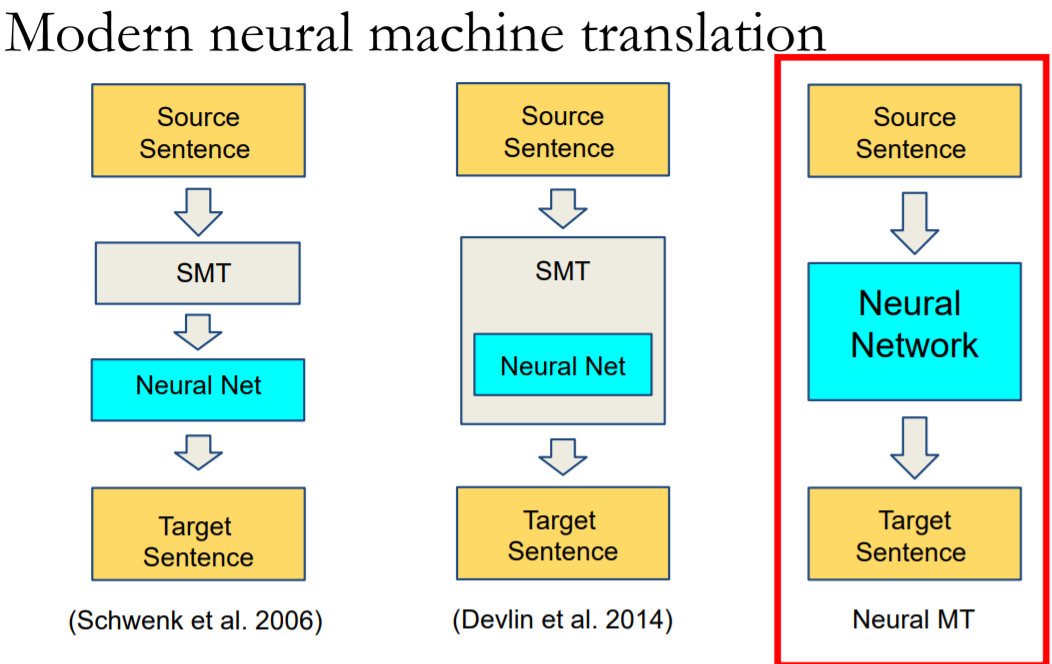 Modern neural machine translation
Source
Sentence
SMT
Neural Net
Target
Sentence
(Schwenk et al. 2006)
Source
Sentence
SMT
Neural Net
Target
Sentence
(Devlin et al. 2014)
Source
Sentence
Neural
Network
Target
Sentence
Neural MT